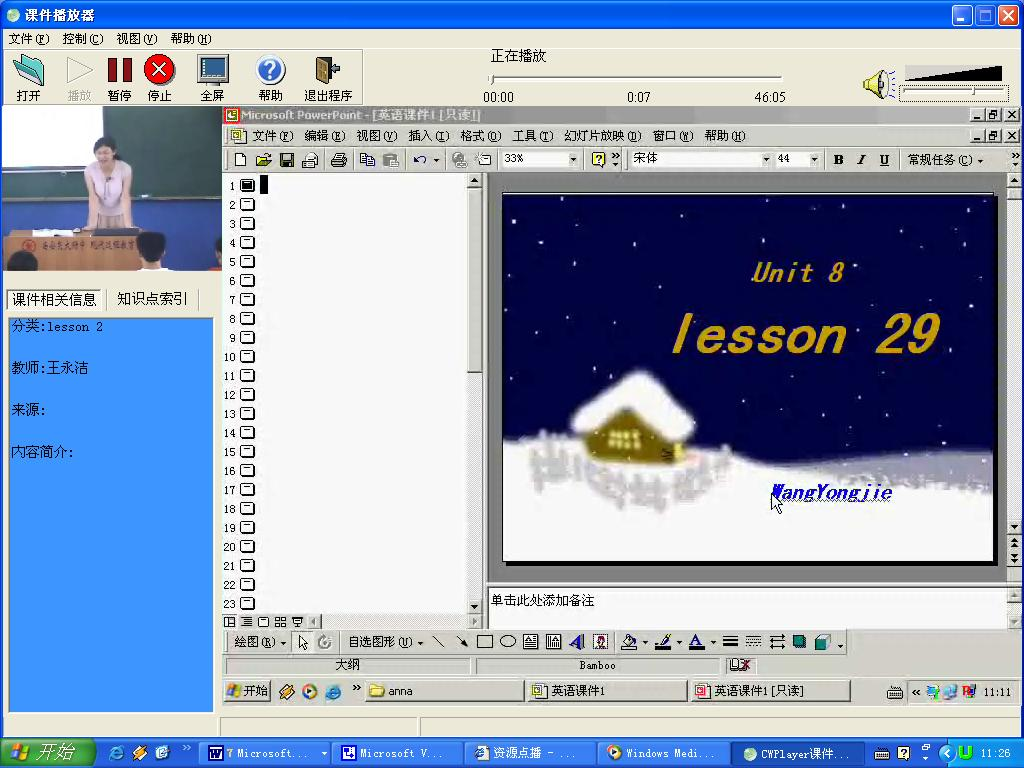 课件播放器
文件(F) 控制(C) 视图(V) 帮助(H)
正在播放
打开 播放 暂停 停止 全屏 帮助 退出程序
00:00 0:07 46:05
Microsoft PowerPoint - [英语课件1 [只读]]
文件(F) 编辑(E) 视图(V) 插入(I) 格式(O) 工具(T) 幻灯片放映(D) 窗口(W) 帮助(H)
33% 宋体 44 B I U 常规任务(C)
1
2
3
4
5
6
7
8
9
10
11
12
13
14
15
16
17
18
19
20
21
22
23
Unit 8
lesson 29
WangYongjie
课件相关信息 知识点索引
分类:lesson 2
教师:王永洁
来源:
内容简介:
单击此处添加备注
绘图(R) 自选图形(U)
大纲 Bamboo
开始 anna 英语课件1 英语课件1 [只读] 11:11
开始 7 Microsoft... Microsoft V... 资源点播 - ... Windows Medi... CWPlayer课件... 11:26